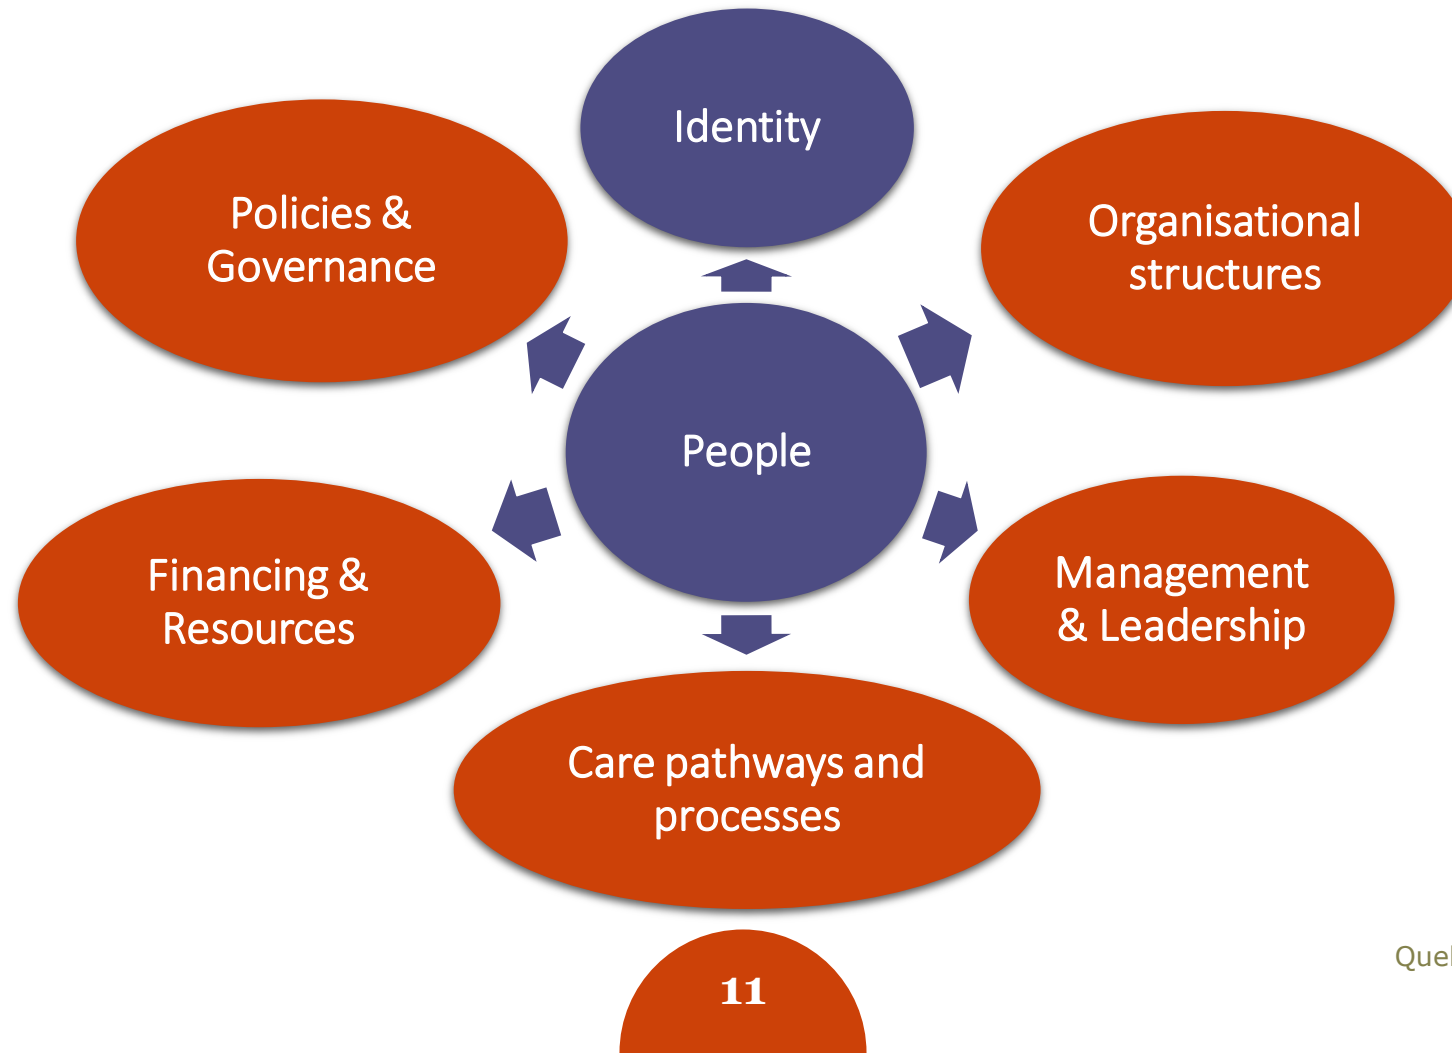 Identity
Policies &
Governance
Organisational
structures
People
Financing &
Resources
Management
& Leadership
Care pathways and
processes
11